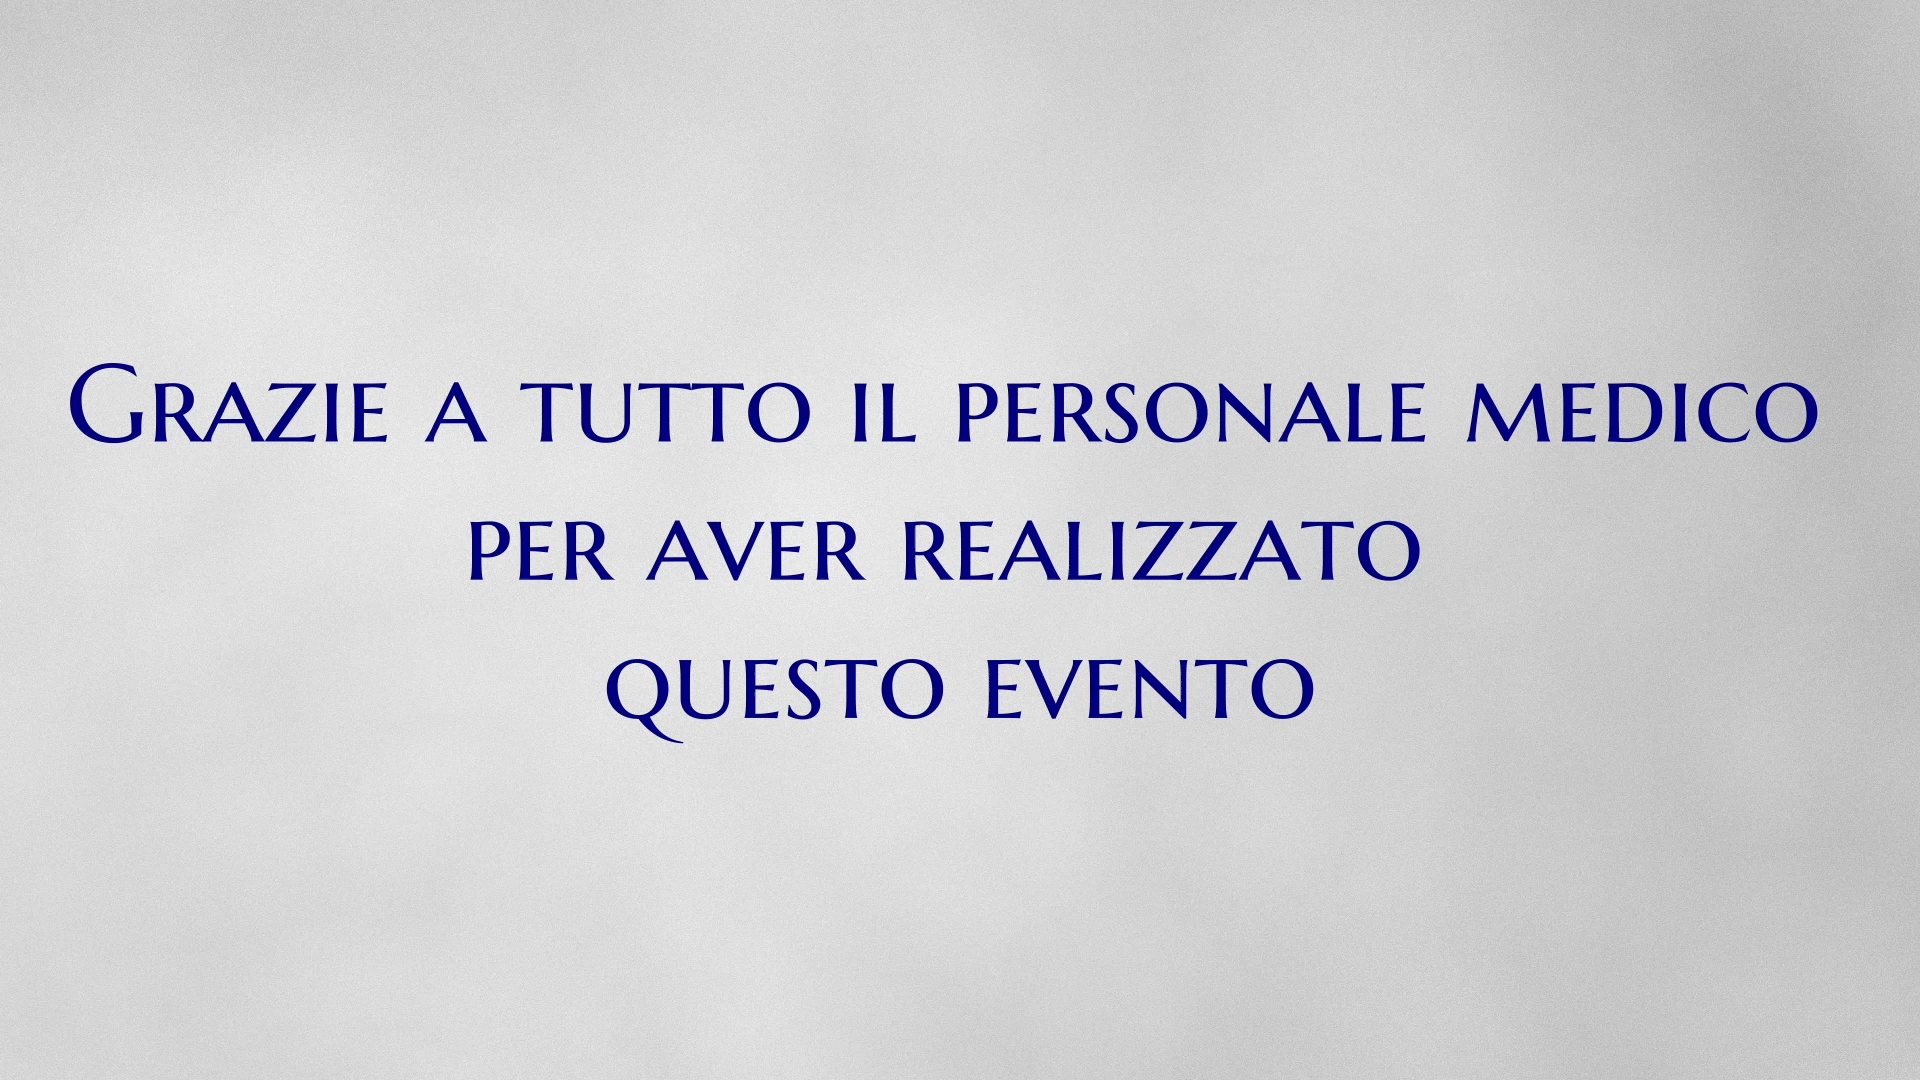 Grazie a tutto il personale medico
per aver realizzato
questo evento